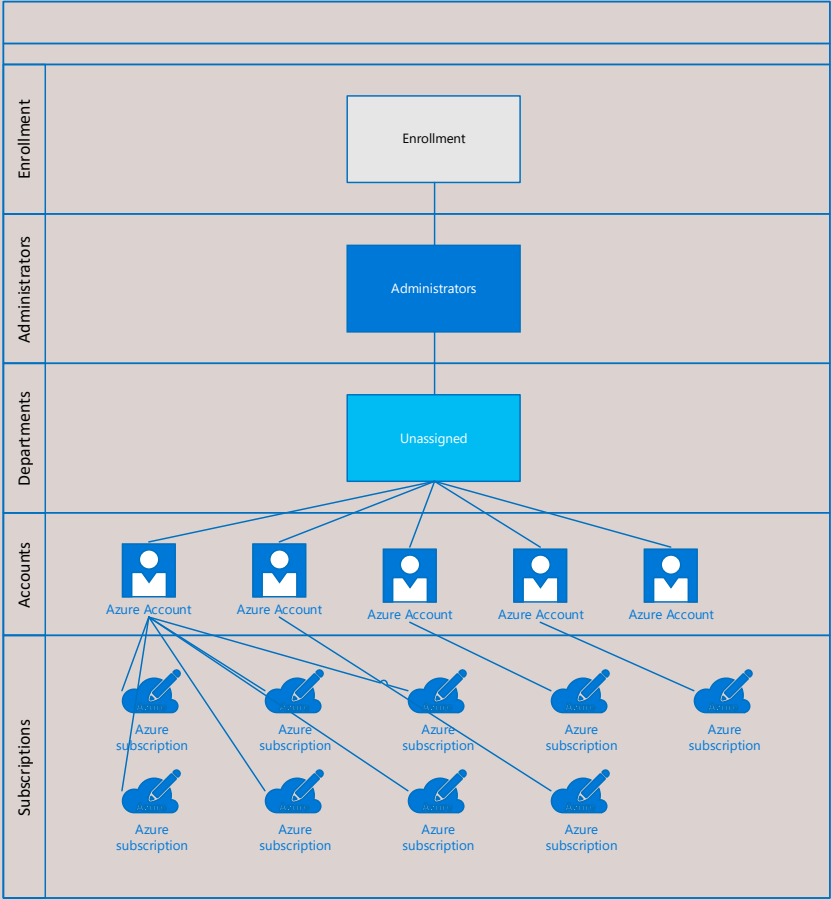 Enrollment
Enrollment
Administrators
Administrators
Departments
Unassigned
Accounts
Azure Account
Azure Account
Azure Account
Azure Account
Azure Account
Subscriptions
Azure
subscription
Azure
subscription
Azure
subscription
Azure
subscription
Azure
subscription
Azure
subscription
Azure
subscription
Azure
subscription
Azure
subscription